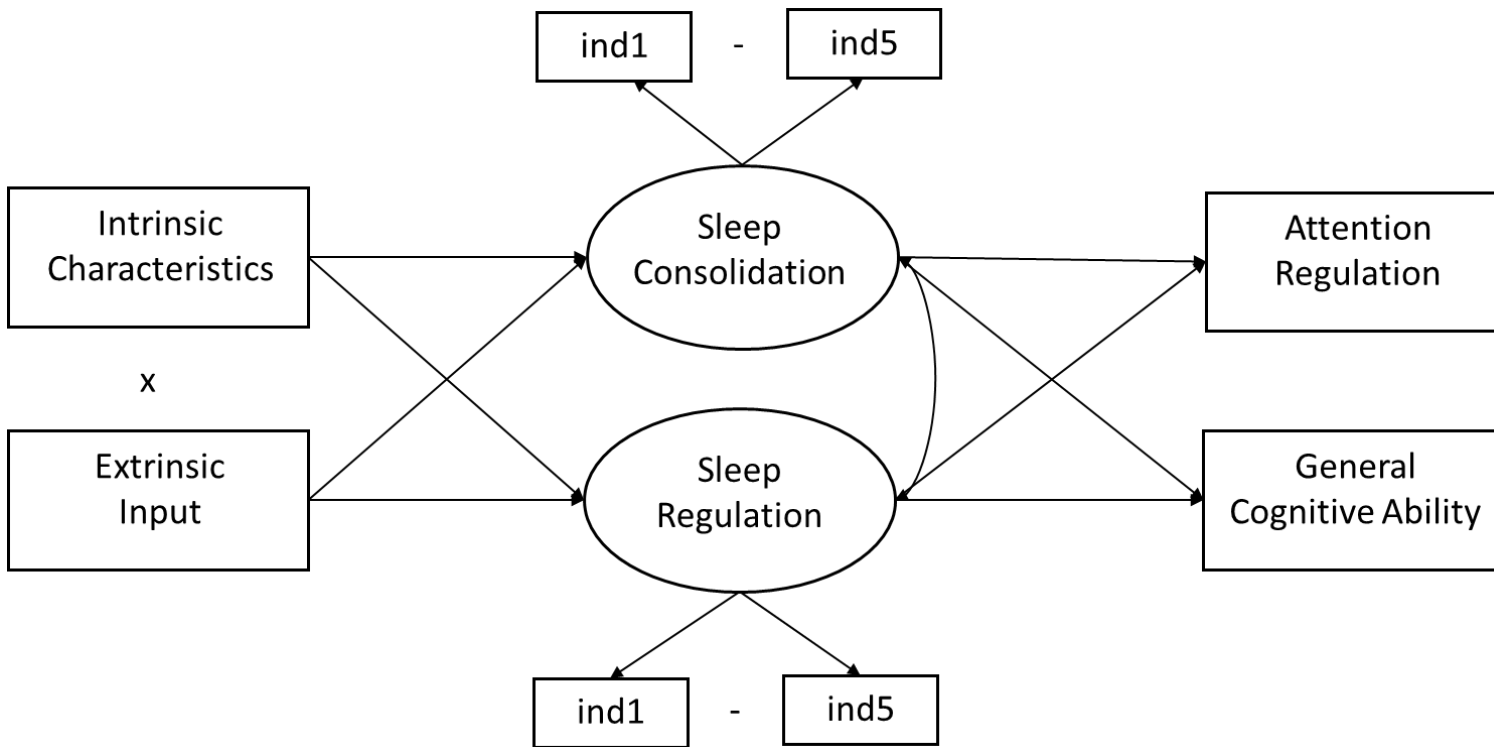 ind1 - ind5
Intrinsic
Characteristics
Sleep
Consolidation
Attention
Regulation
x
Extrinsic
Input
Sleep
Regulation
General
Cognitive Ability
ind1 - ind5